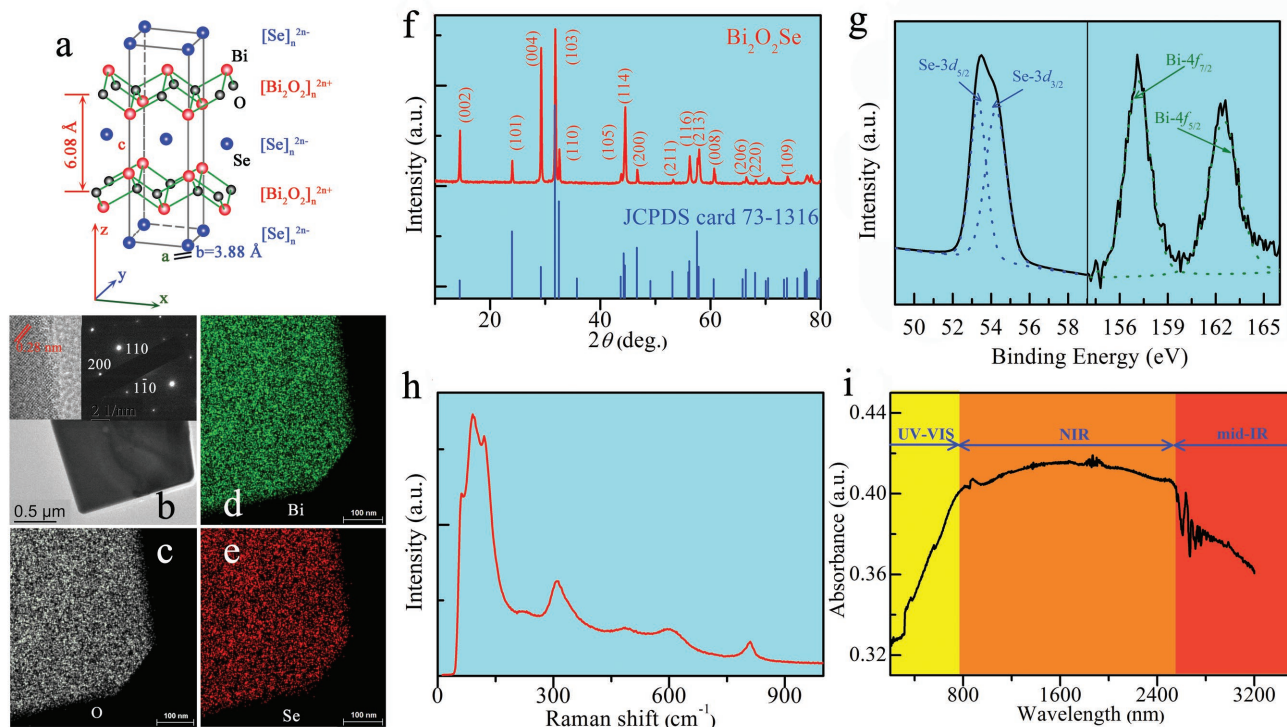 a
[Se]ₙ²ⁿ⁻
Bi
[Bi₂O₂]ₙ²ⁿ⁺
O
6.08 Å
c
[Se]ₙ²ⁿ⁻
Se
[Bi₂O₂]ₙ²ⁿ⁺
[Se]ₙ²ⁿ⁻
z
a = b=3.88 Å
y
x
f
Bi₂O₂Se
(002)
(101)
(004)
(103)
(110)
(105)
(114)
(200)
(211)
(116)
(213)
(008)
(206)
(220)
(109)
JCPDS card 73-1316
Intensity (a.u.)
20
40
60
80
2θ (deg.)
g
Se-3d₅/₂
Se-3d₃/₂
Bi-4f₇/₂
Bi-4f₅/₂
Intensity (a.u.)
50 52 54 56 58
156 159 162 165
Binding Energy (eV)
0.28 nm
110
200
11̄0
2 1/nm
b
0.5 μm
d
Bi
100 nm
c
O
100 nm
e
Se
100 nm
h
Intensity (a.u.)
0 300 600 900
Raman shift (cm⁻¹)
i
UV-VIS
NIR
mid-IR
Absorbance (a.u.)
0.44
0.40
0.36
0.32
800 1600 2400 3200
Wavelength (nm)